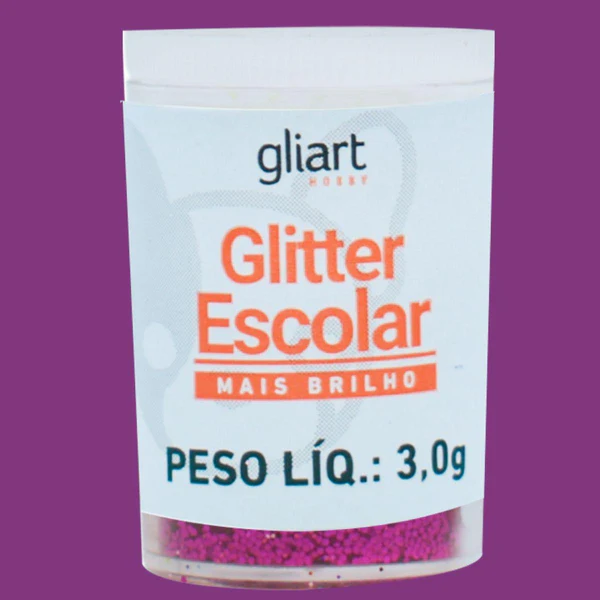 gliart
HOBBY
Glitter
Escolar
MAIS BRILHO
PESO LÍQ.: 3,0g